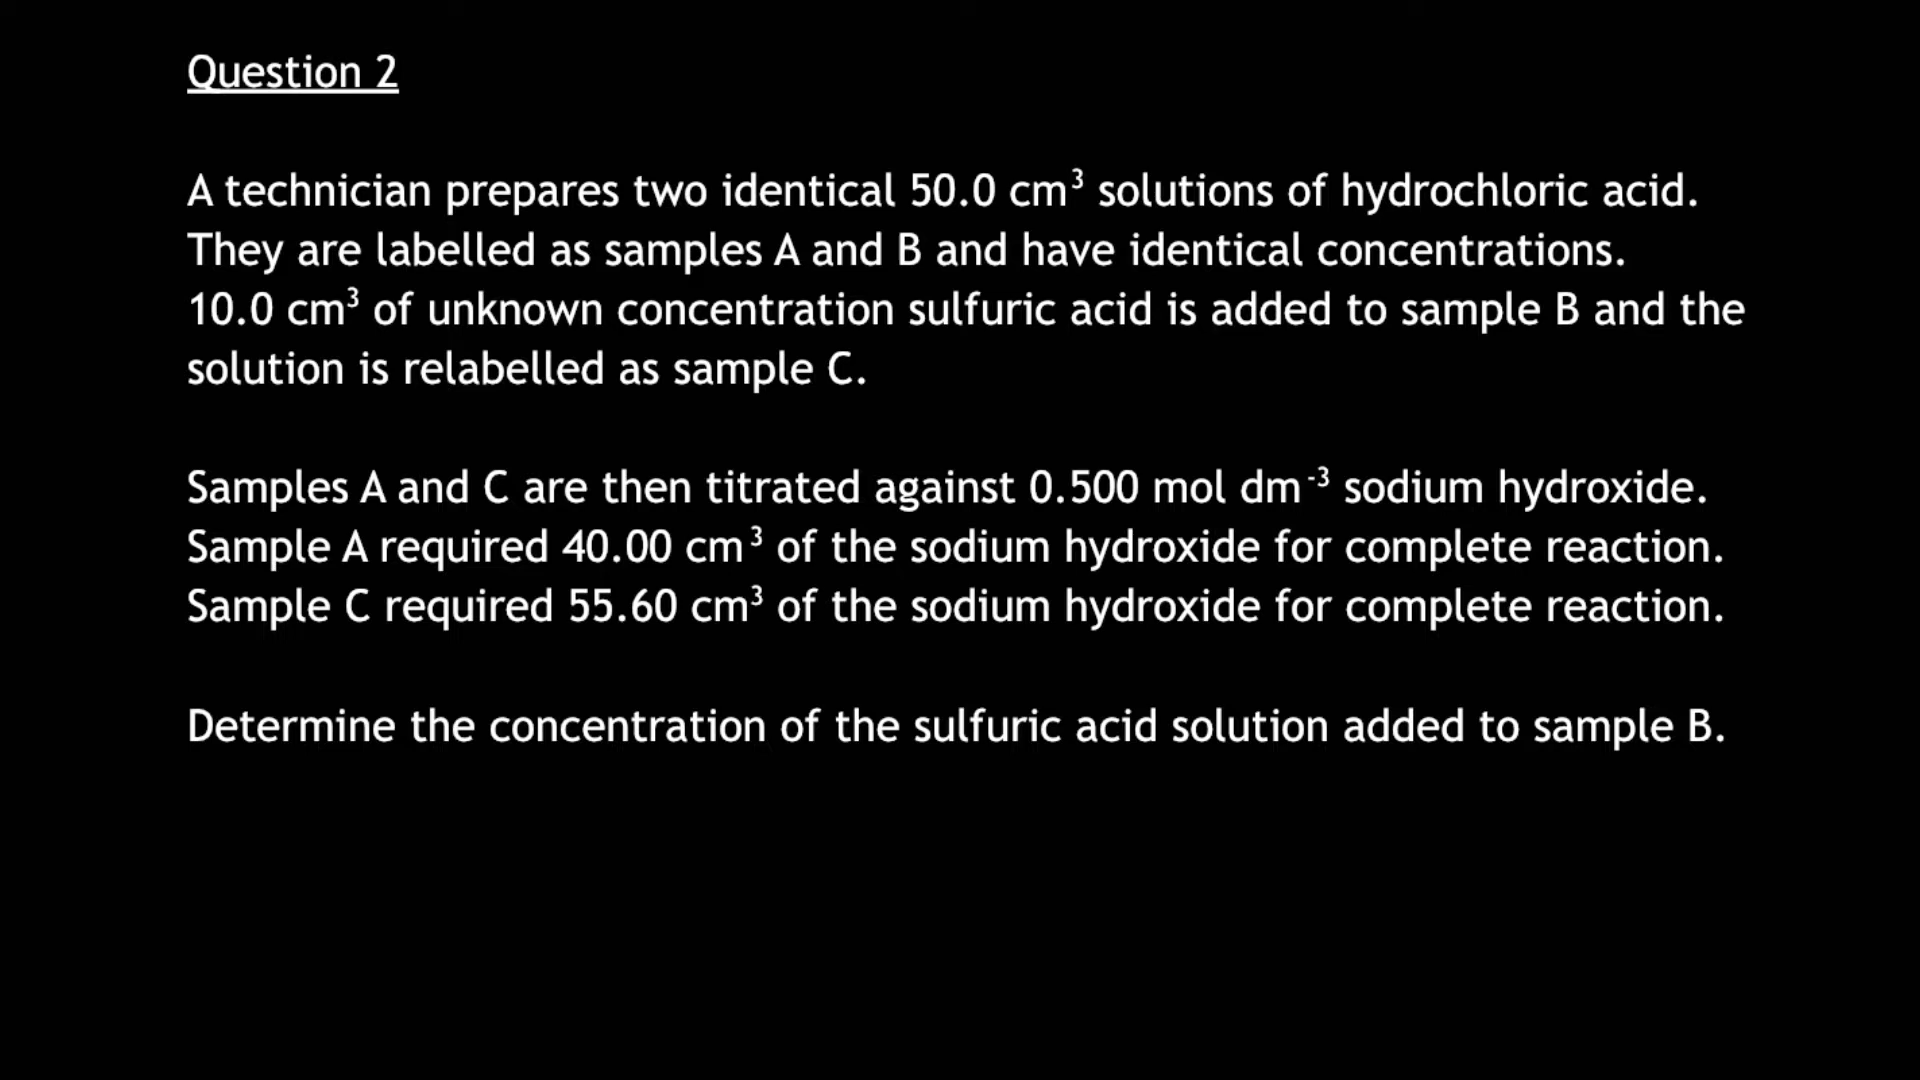 Question 2
A technician prepares two identical 50.0 cm³ solutions of hydrochloric acid.
They are labelled as samples A and B and have identical concentrations.
10.0 cm³ of unknown concentration sulfuric acid is added to sample B and the
solution is relabelled as sample C.
Samples A and C are then titrated against 0.500 mol dm⁻³ sodium hydroxide.
Sample A required 40.00 cm³ of the sodium hydroxide for complete reaction.
Sample C required 55.60 cm³ of the sodium hydroxide for complete reaction.
Determine the concentration of the sulfuric acid solution added to sample B.